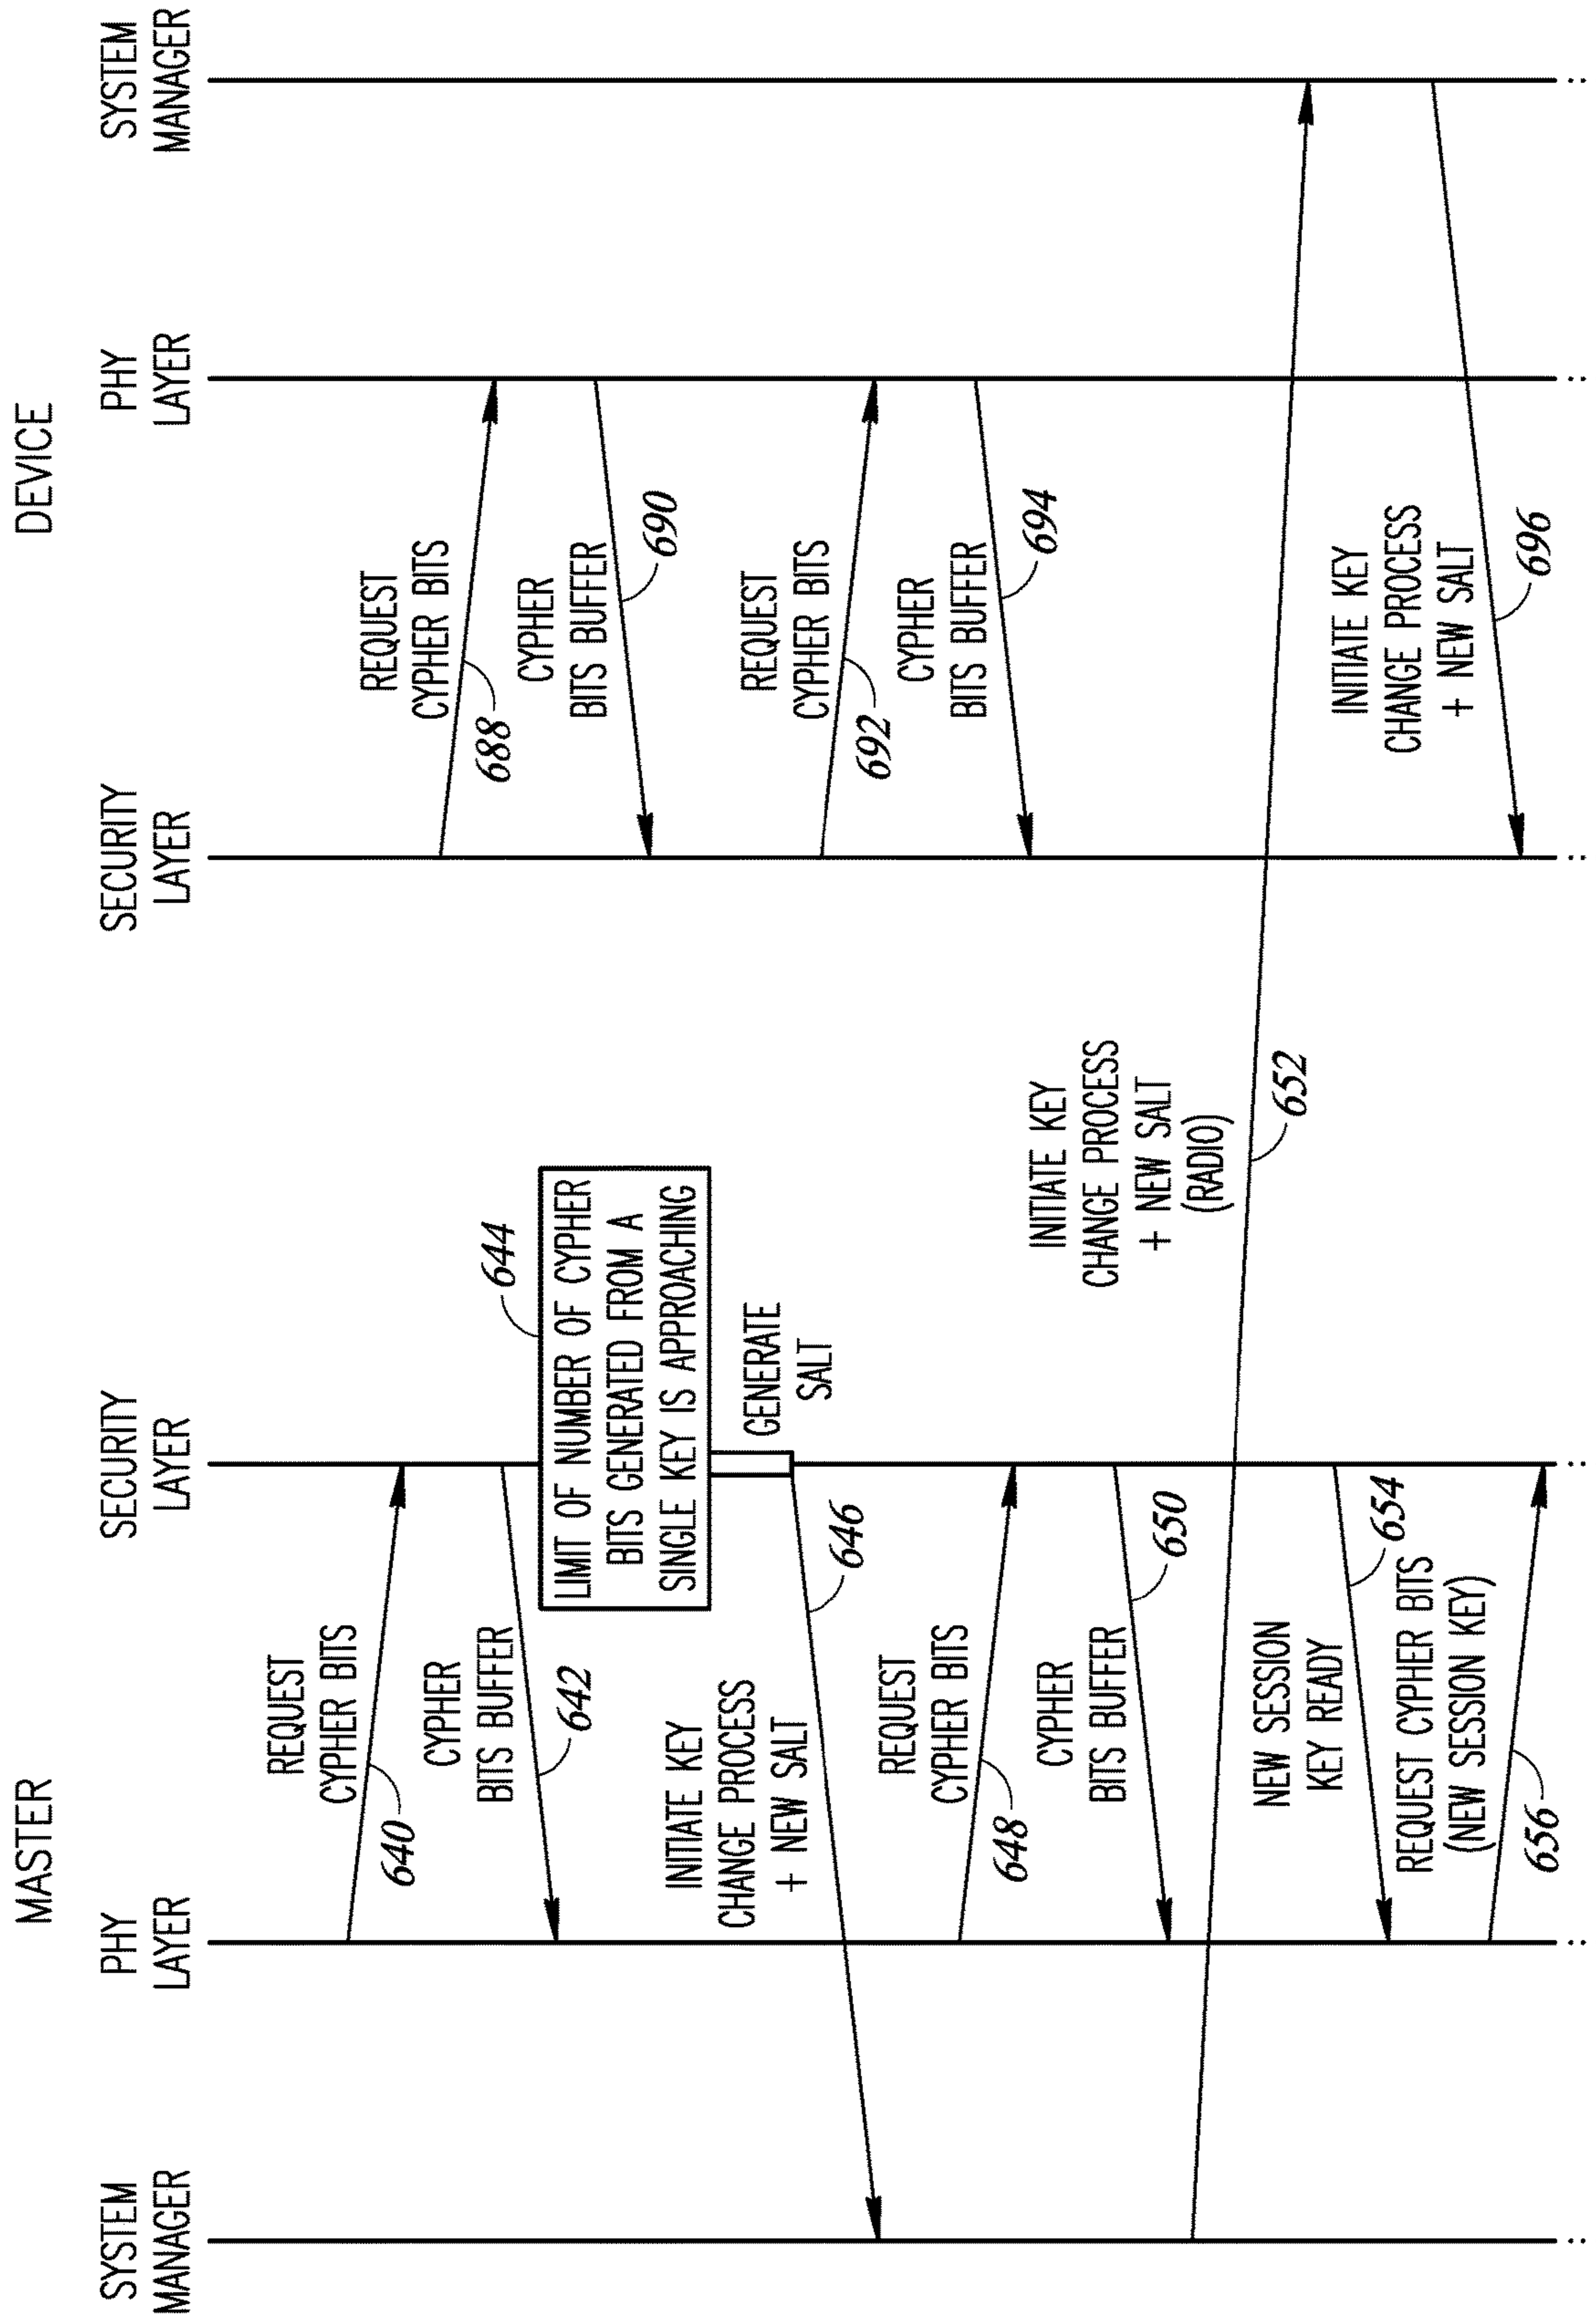 MASTER
DEVICE
SYSTEM
MANAGER
PHY
LAYER
SECURITY
LAYER
SECURITY
LAYER
PHY
LAYER
SYSTEM
MANAGER
REQUEST
CYPHER BITS
640
CYPHER
BITS BUFFER
642
644
LIMIT OF NUMBER OF CYPHER
BITS GENERATED FROM A
SINGLE KEY IS APPROACHING
GENERATE
SALT
INITIATE KEY
CHANGE PROCESS
+ NEW SALT
646
REQUEST
CYPHER BITS
648
CYPHER
BITS BUFFER
650
INITIATE KEY
CHANGE PROCESS
+ NEW SALT
(RADIO)
652
NEW SESSION
KEY READY
654
REQUEST CYPHER BITS
(NEW SESSION KEY)
656
REQUEST
CYPHER BITS
688
CYPHER
BITS BUFFER
690
REQUEST
CYPHER BITS
692
CYPHER
BITS BUFFER
694
INITIATE KEY
CHANGE PROCESS
+ NEW SALT
696